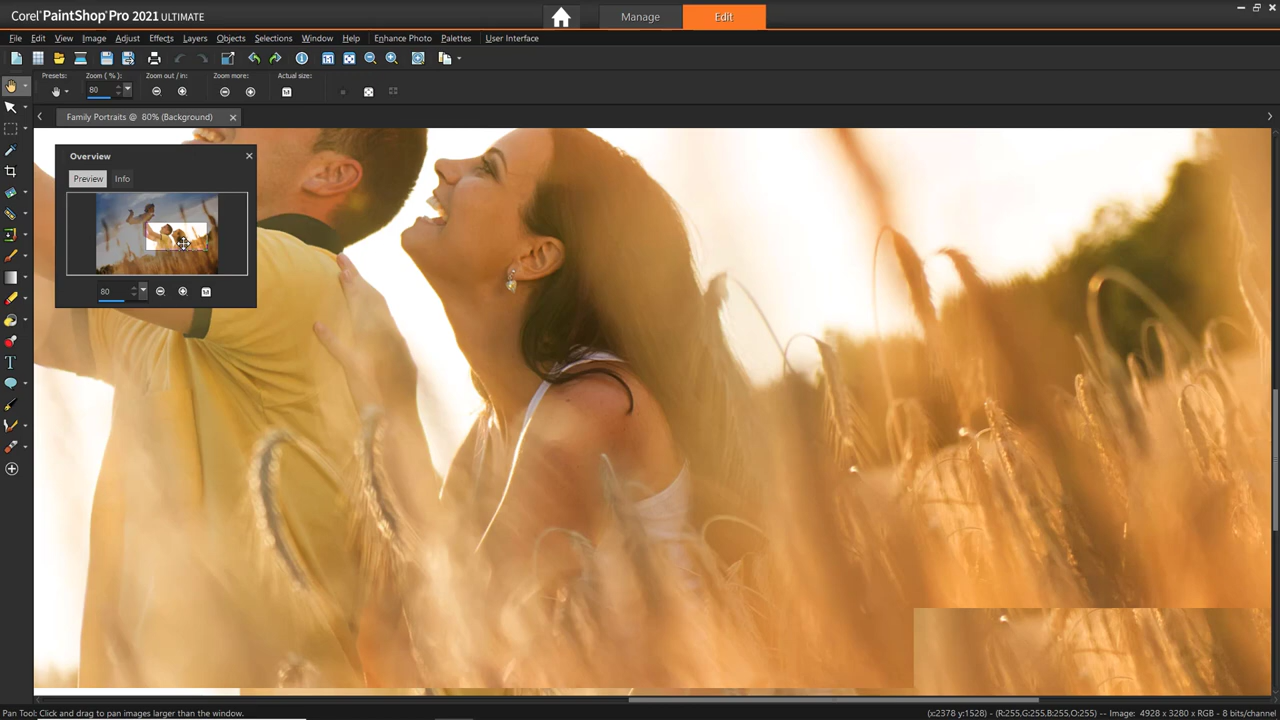 Corel® PaintShop® Pro 2021 ULTIMATE
Manage
Edit
File Edit View Image Adjust Effects Layers Objects Selections Window Help Enhance Photo Palettes User Interface
Presets: Zoom ( % ): Zoom out / in: Zoom more: Actual size:
80
Family Portraits @ 80% (Background)
Overview
Preview Info
80
Pan Tool: Click and drag to pan images larger than the window.
(x:2378 y:1528) - (R:255,G:255,B:255,O:255) -- Image: 4928 x 3280 x RGB - 8 bits/channel